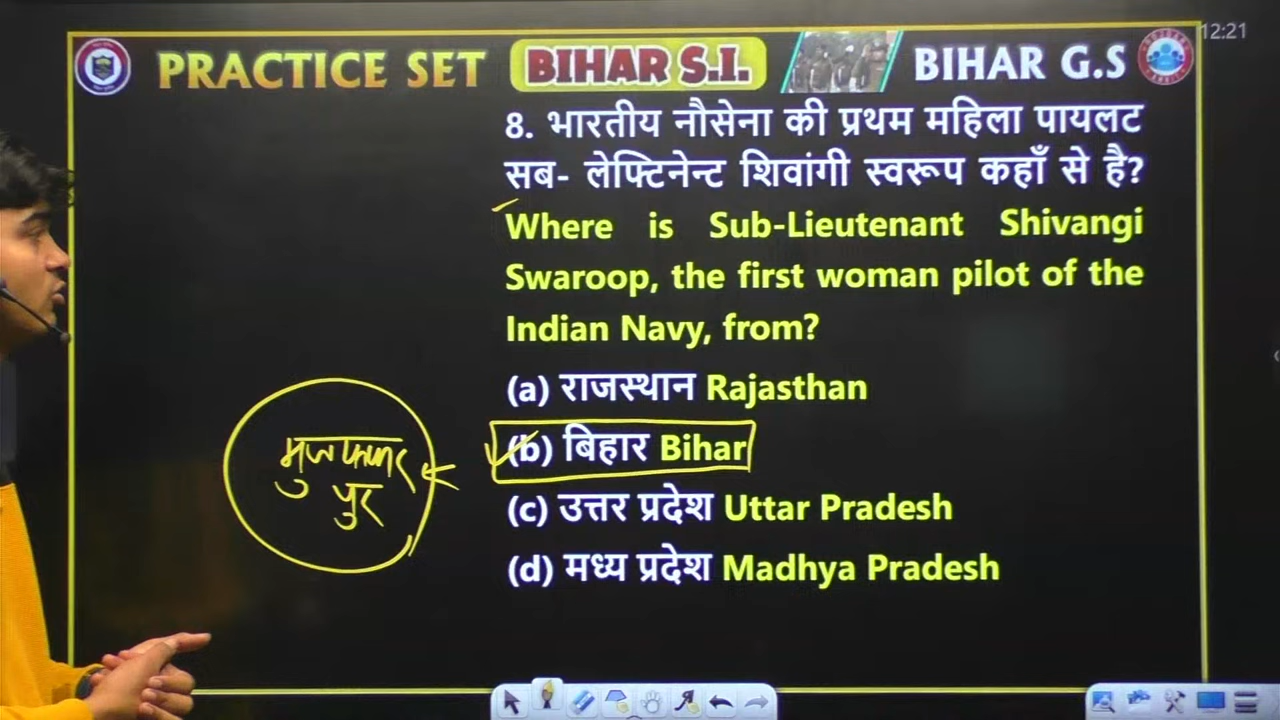 12:21
PRACTICE SET BIHAR S.I. BIHAR G.S
8. भारतीय नौसेना की प्रथम महिला पायलट
सब- लेफ्टिनेन्ट शिवांगी स्वरूप कहाँ से है?
Where is Sub-Lieutenant Shivangi
Swaroop, the first woman pilot of the
Indian Navy, from?
(a) राजस्थान Rajasthan
(b) बिहार Bihar
मुजफ्फर
पुर
(c) उत्तर प्रदेश Uttar Pradesh
(d) मध्य प्रदेश Madhya Pradesh